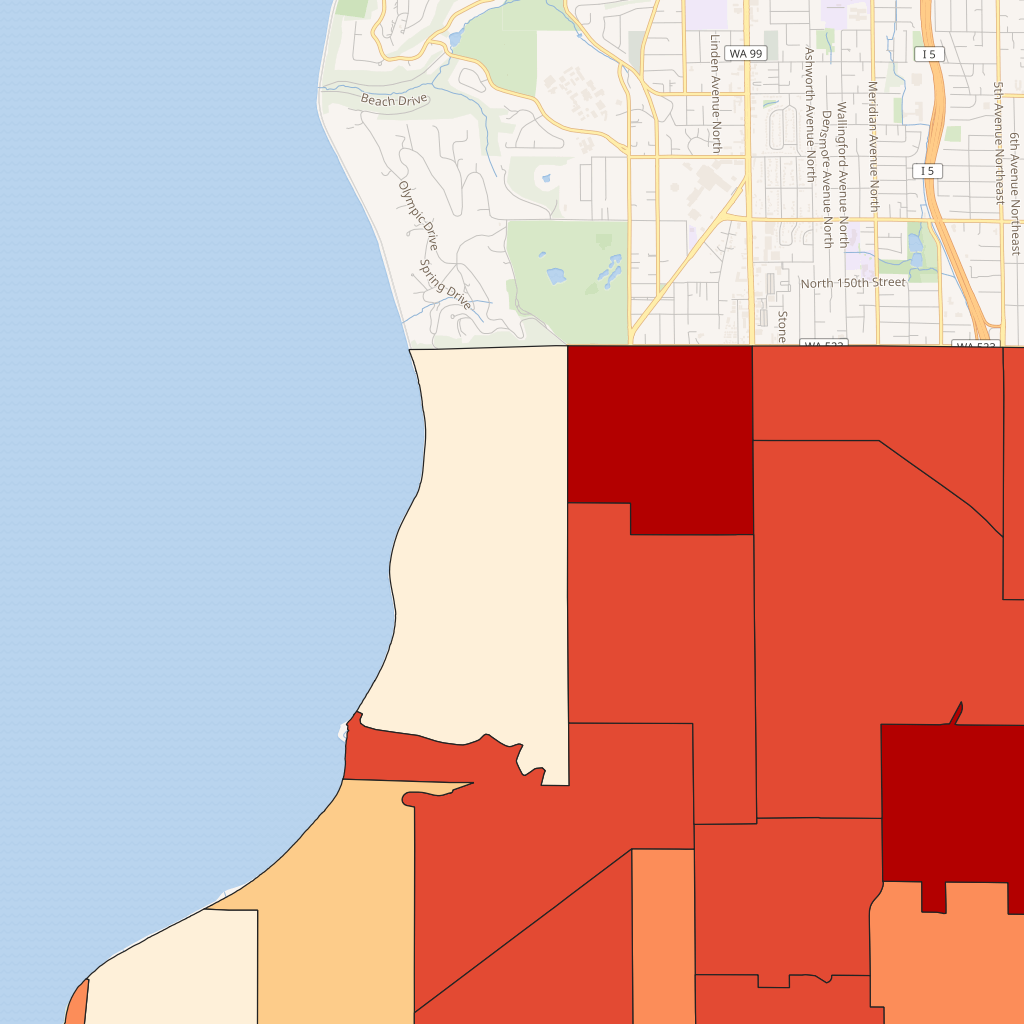 WA 99
I 5
Linden Avenue North
Ashworth Avenue North
Meridian Avenue North
5th Avenue Northeast
Beach Drive
Wallingford Avenue North
Densmore Avenue North
6th Avenue Northeast
I 5
Olympic Drive
Spring Drive
North 150th Street
Stone
WA 523
WA 523